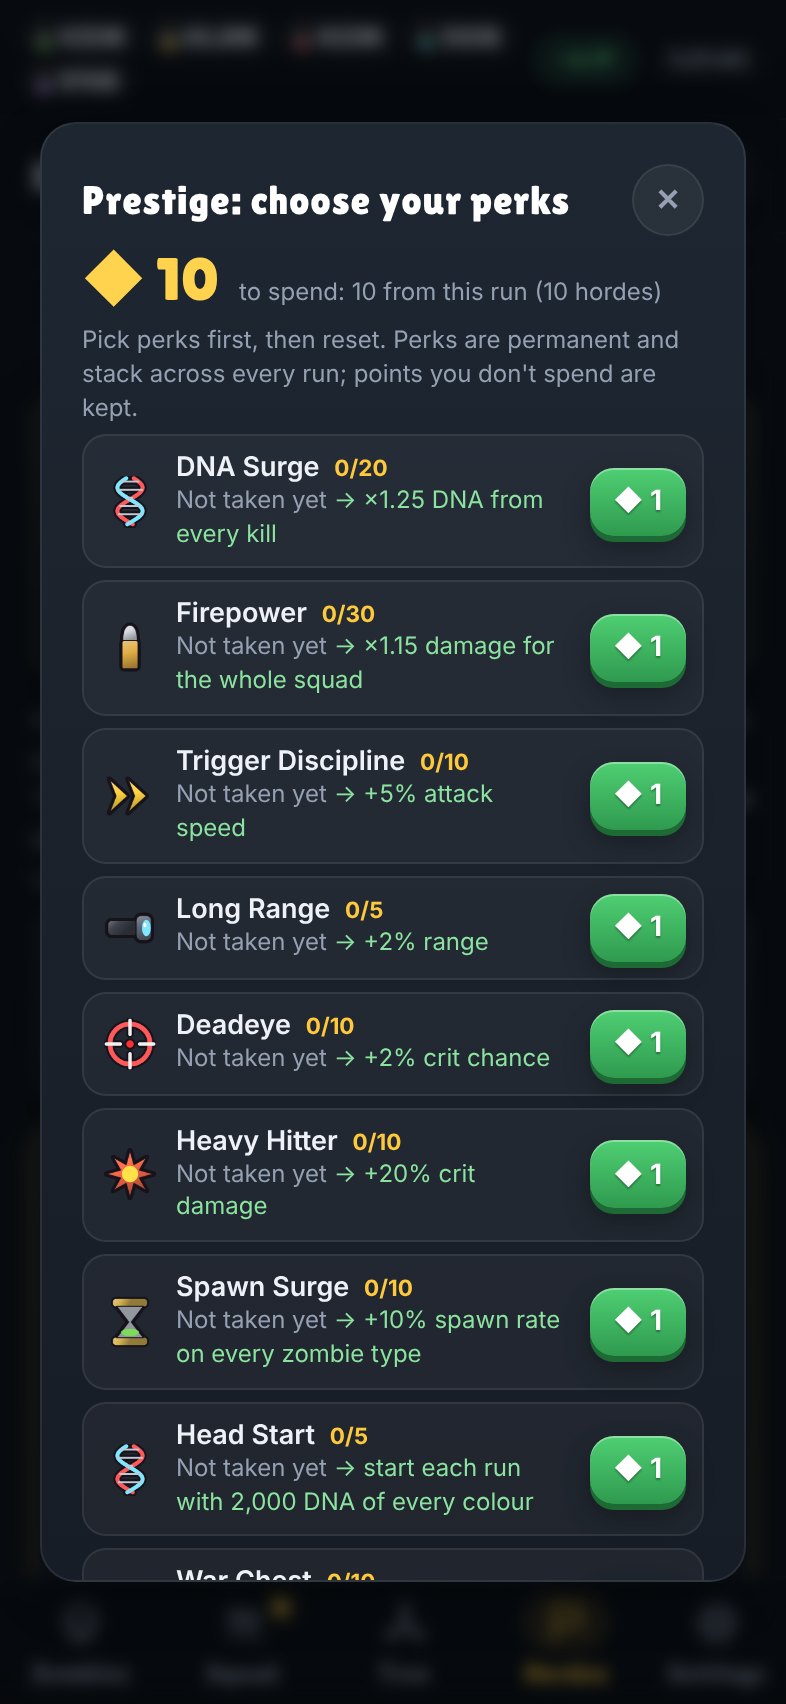 Prestige: choose your perks
10 to spend: 10 from this run (10 hordes)
Pick perks first, then reset. Perks are permanent and
stack across every run; points you don't spend are
kept.
DNA Surge 0/20
Not taken yet → ×1.25 DNA from
every kill
1
Firepower 0/30
Not taken yet → ×1.15 damage for
the whole squad
1
Trigger Discipline 0/10
Not taken yet → +5% attack
speed
1
Long Range 0/5
Not taken yet → +2% range
1
Deadeye 0/10
Not taken yet → +2% crit chance
1
Heavy Hitter 0/10
Not taken yet → +20% crit
damage
1
Spawn Surge 0/10
Not taken yet → +10% spawn rate
on every zombie type
1
Head Start 0/5
Not taken yet → start each run
with 2,000 DNA of every colour
1
War Chest 0/10